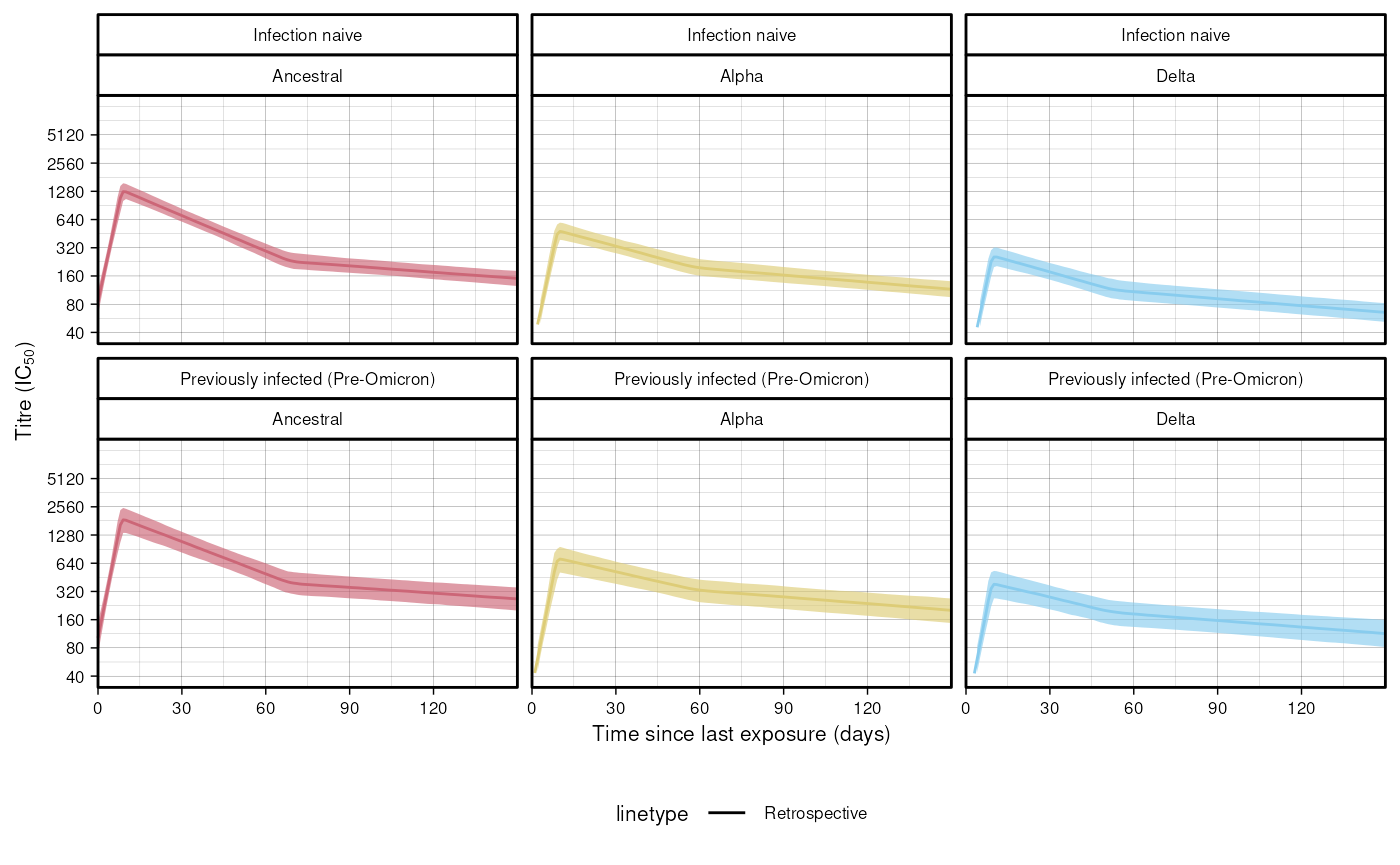 Infection naive
Infection naive
Infection naive
Ancestral
Alpha
Delta
5120
2560
1280
640
320
160
80
40
Titre (IC50)
Previously infected (Pre-Omicron)
Previously infected (Pre-Omicron)
Previously infected (Pre-Omicron)
Ancestral
Alpha
Delta
5120
2560
1280
640
320
160
80
40
0 30 60 90 120
0 30 60 90 120
0 30 60 90 120
Time since last exposure (days)
linetype Retrospective